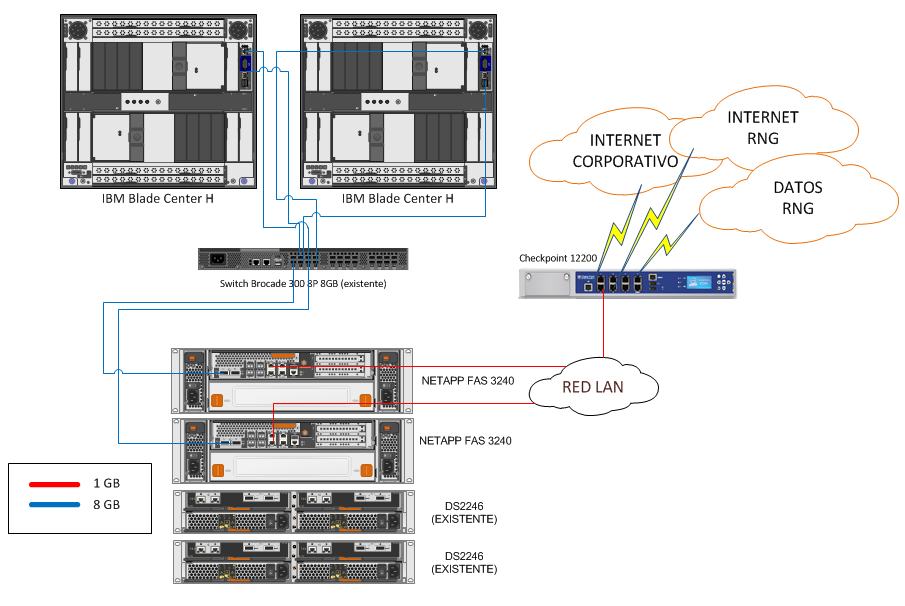 IBM Blade Center H
IBM Blade Center H
INTERNET
CORPORATIVO
INTERNET
RNG
DATOS
RNG
Checkpoint 12200
Switch Brocade 300 8P 8GB (existente)
NETAPP FAS 3240
RED LAN
NETAPP FAS 3240
1 GB
8 GB
DS2246
(EXISTENTE)
DS2246
(EXISTENTE)